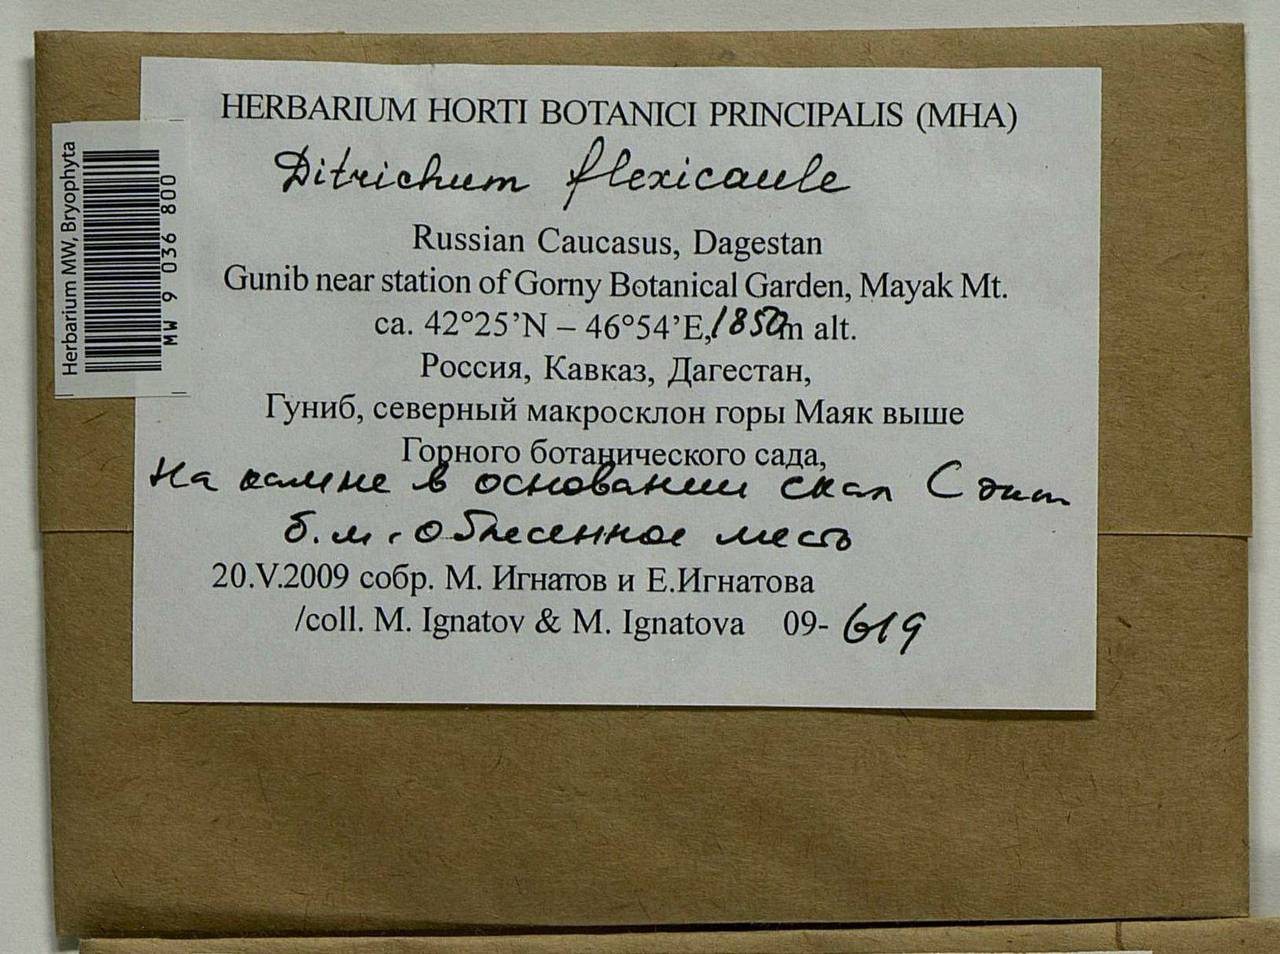 HERBARIUM HORTI BOTANICI PRINCIPALIS (MHA)
Ditrichum flexicaule
Russian Caucasus, Dagestan
Gunib near station of Gorny Botanical Garden, Mayak Mt.
ca. 42°25'N – 46°54'E, 1850m alt.
Россия, Кавказ, Дагестан,
Гуниб, северный макросклон горы Маяк выше
Горного ботанического сада,
На камне в основании скал С
б.м. облесенное место
20.V.2009 собр. М. Игнатов и Е.Игнатова
/coll. M. Ignatov & M. Ignatova 09-619
Herbarium MW, Bryophyta
MW 9 036 800